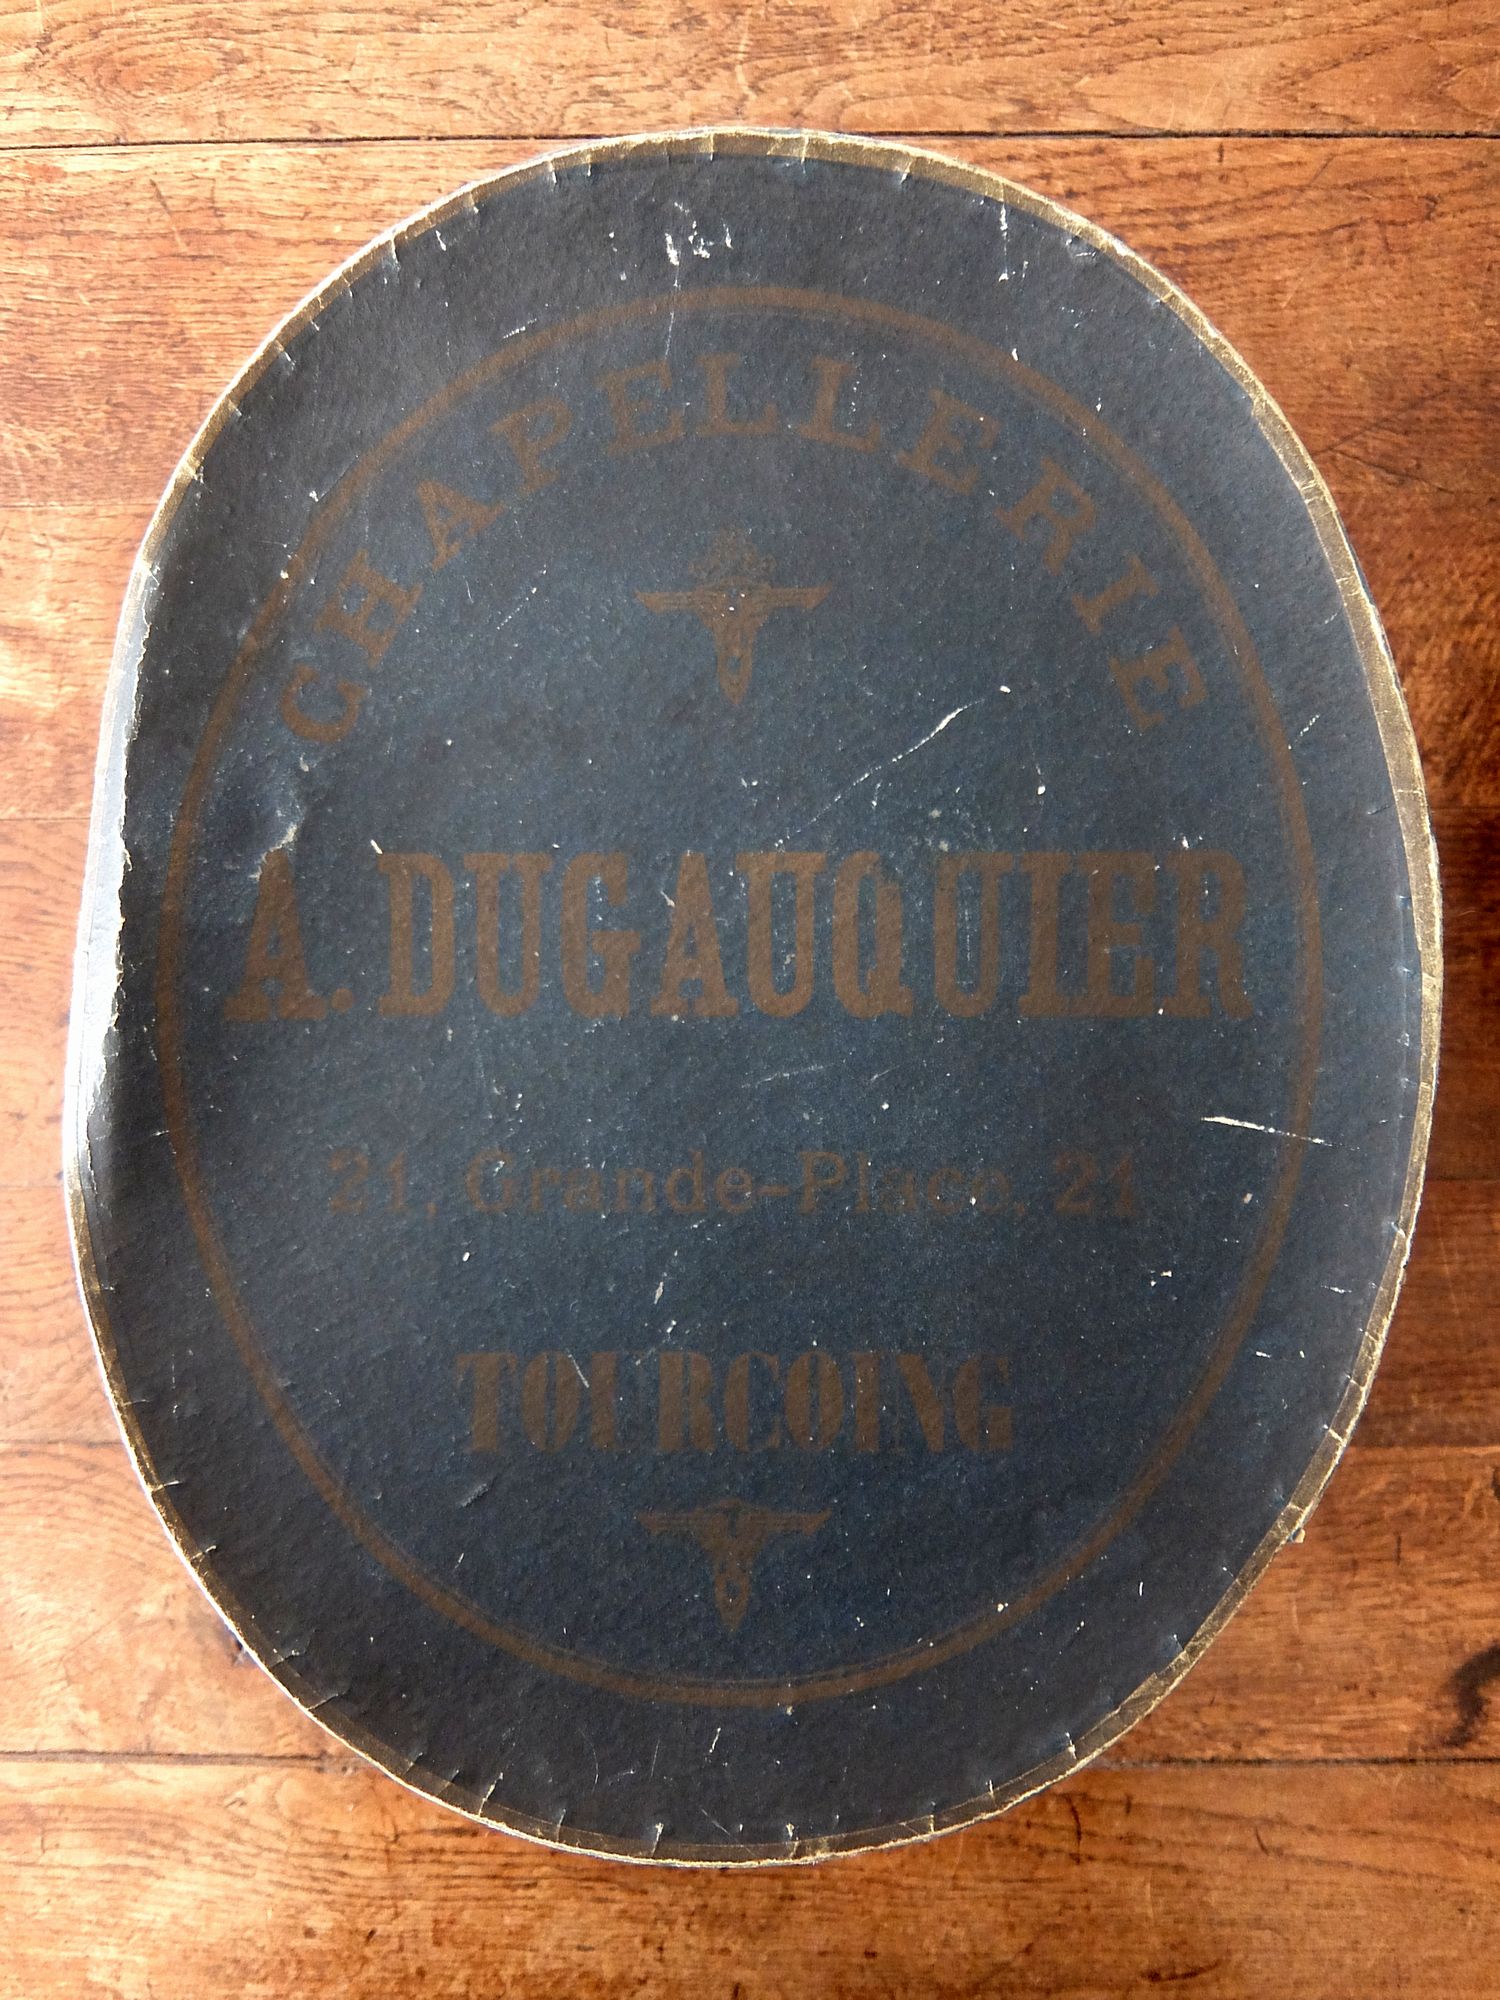 CHAPELLERIE
A. DUGAUQUIER
21, Grande-Place, 21
TOURCOING